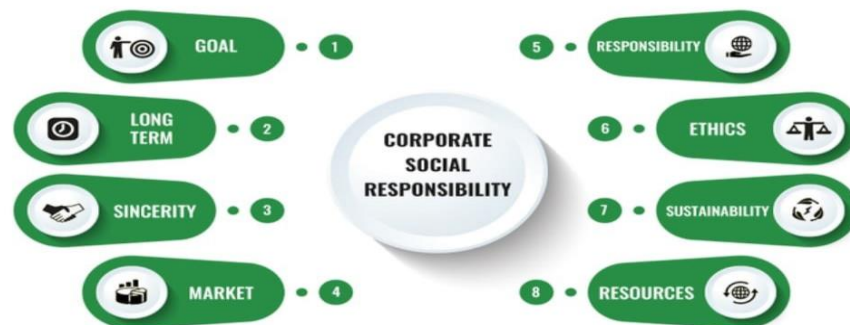 GOAL
1
LONG
TERM
2
SINCERITY
3
MARKET
4
CORPORATE
SOCIAL
RESPONSIBILITY
5
RESPONSIBILITY
6
ETHICS
7
SUSTAINABILITY
8
RESOURCES